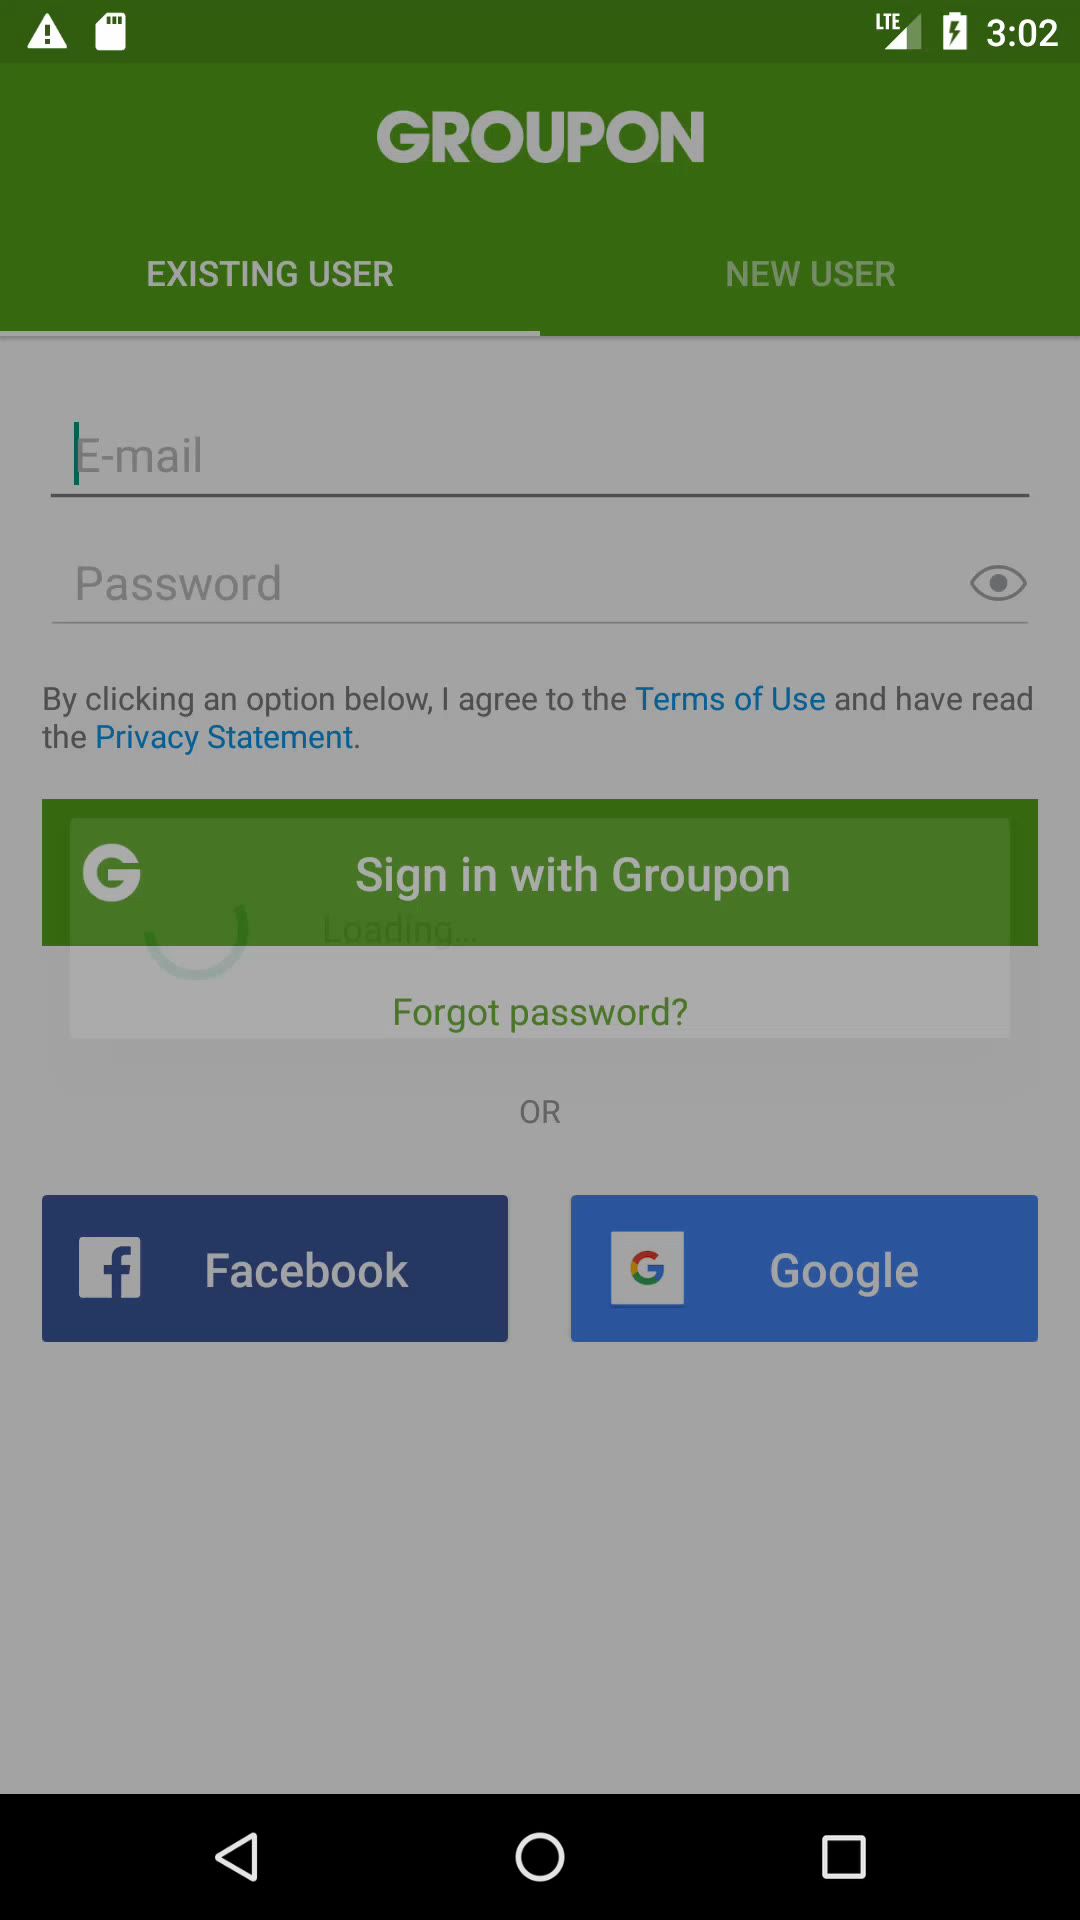 LTE 3:02
GROUPON
EXISTING USER NEW USER
E-mail
Password
By clicking an option below, I agree to the Terms of Use and have read
the Privacy Statement.
G Sign in with Groupon
Loading...
Forgot password?
OR
f Facebook G Google